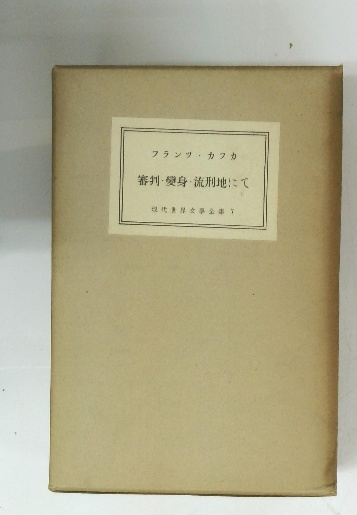 フランツ・カフカ
審判・變身・流刑地にて
現代世界文學全集 7